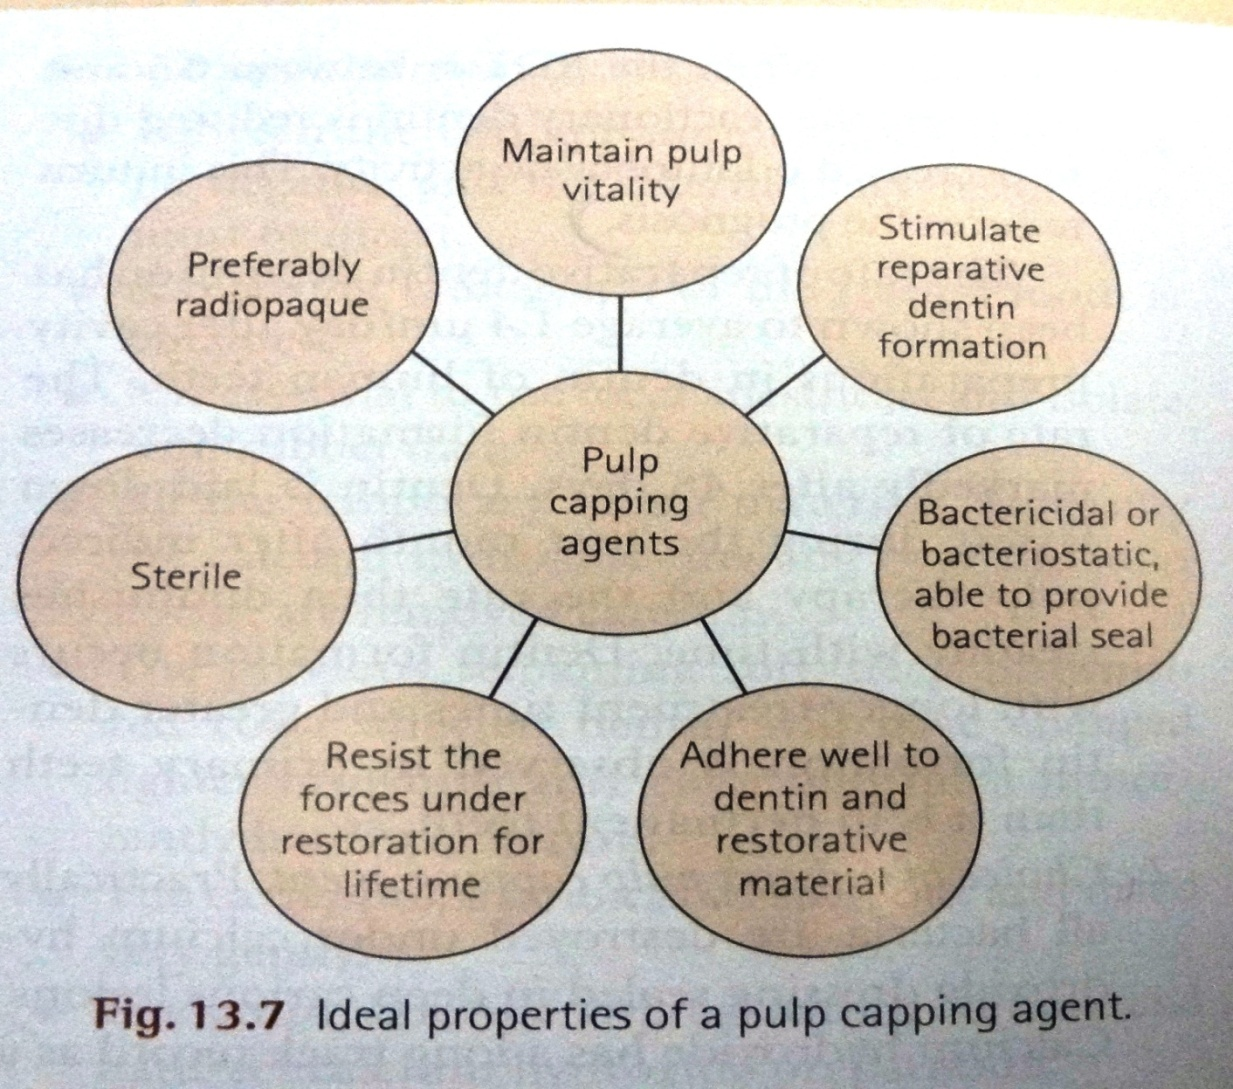 Maintain pulp
vitality
Stimulate
reparative
dentin
formation
Preferably
radiopaque
Pulp
capping
agents
Bactericidal or
bacteriostatic,
able to provide
bacterial seal
Sterile
Resist the
forces under
restoration for
lifetime
Adhere well to
dentin and
restorative
material
Fig. 13.7 Ideal properties of a pulp capping agent.